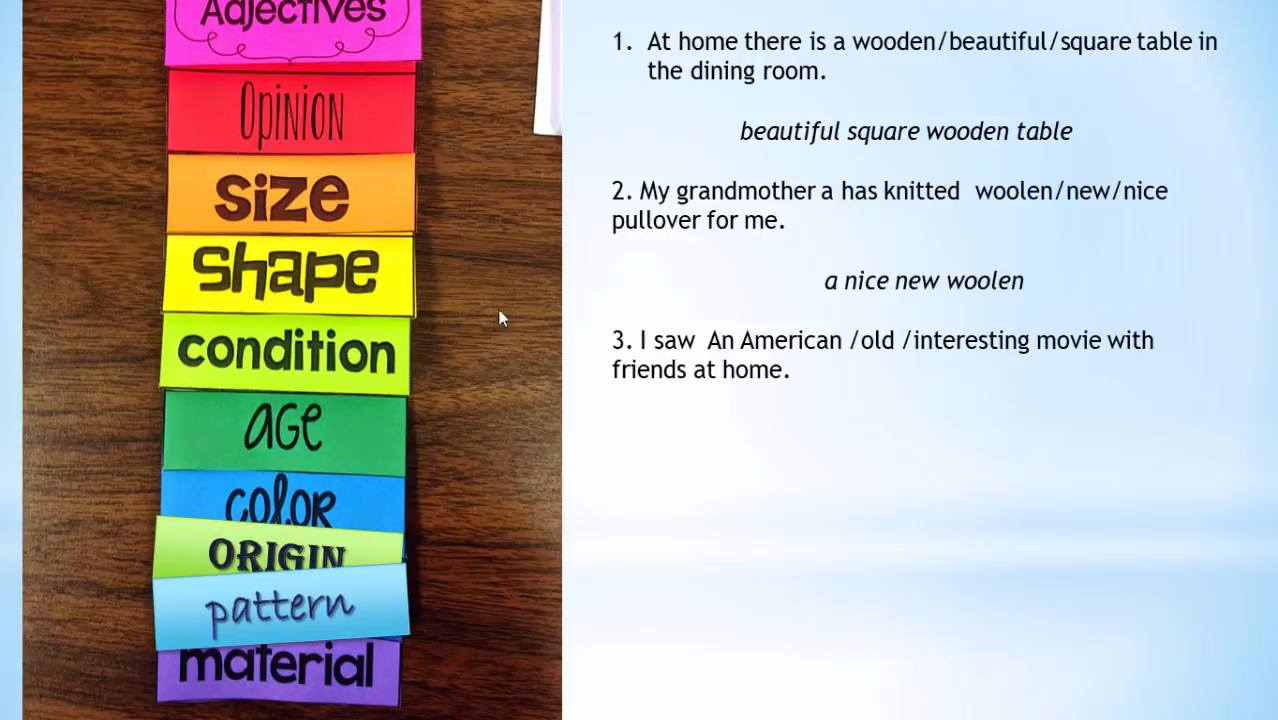 Adjectives
Opinion
size
shape
condition
AGE
coloR
ORIGIN
pattern
material
1. At home there is a wooden/beautiful/square table in
the dining room.
beautiful square wooden table
2. My grandmother a has knitted woolen/new/nice
pullover for me.
a nice new woolen
3. I saw An American /old /interesting movie with
friends at home.